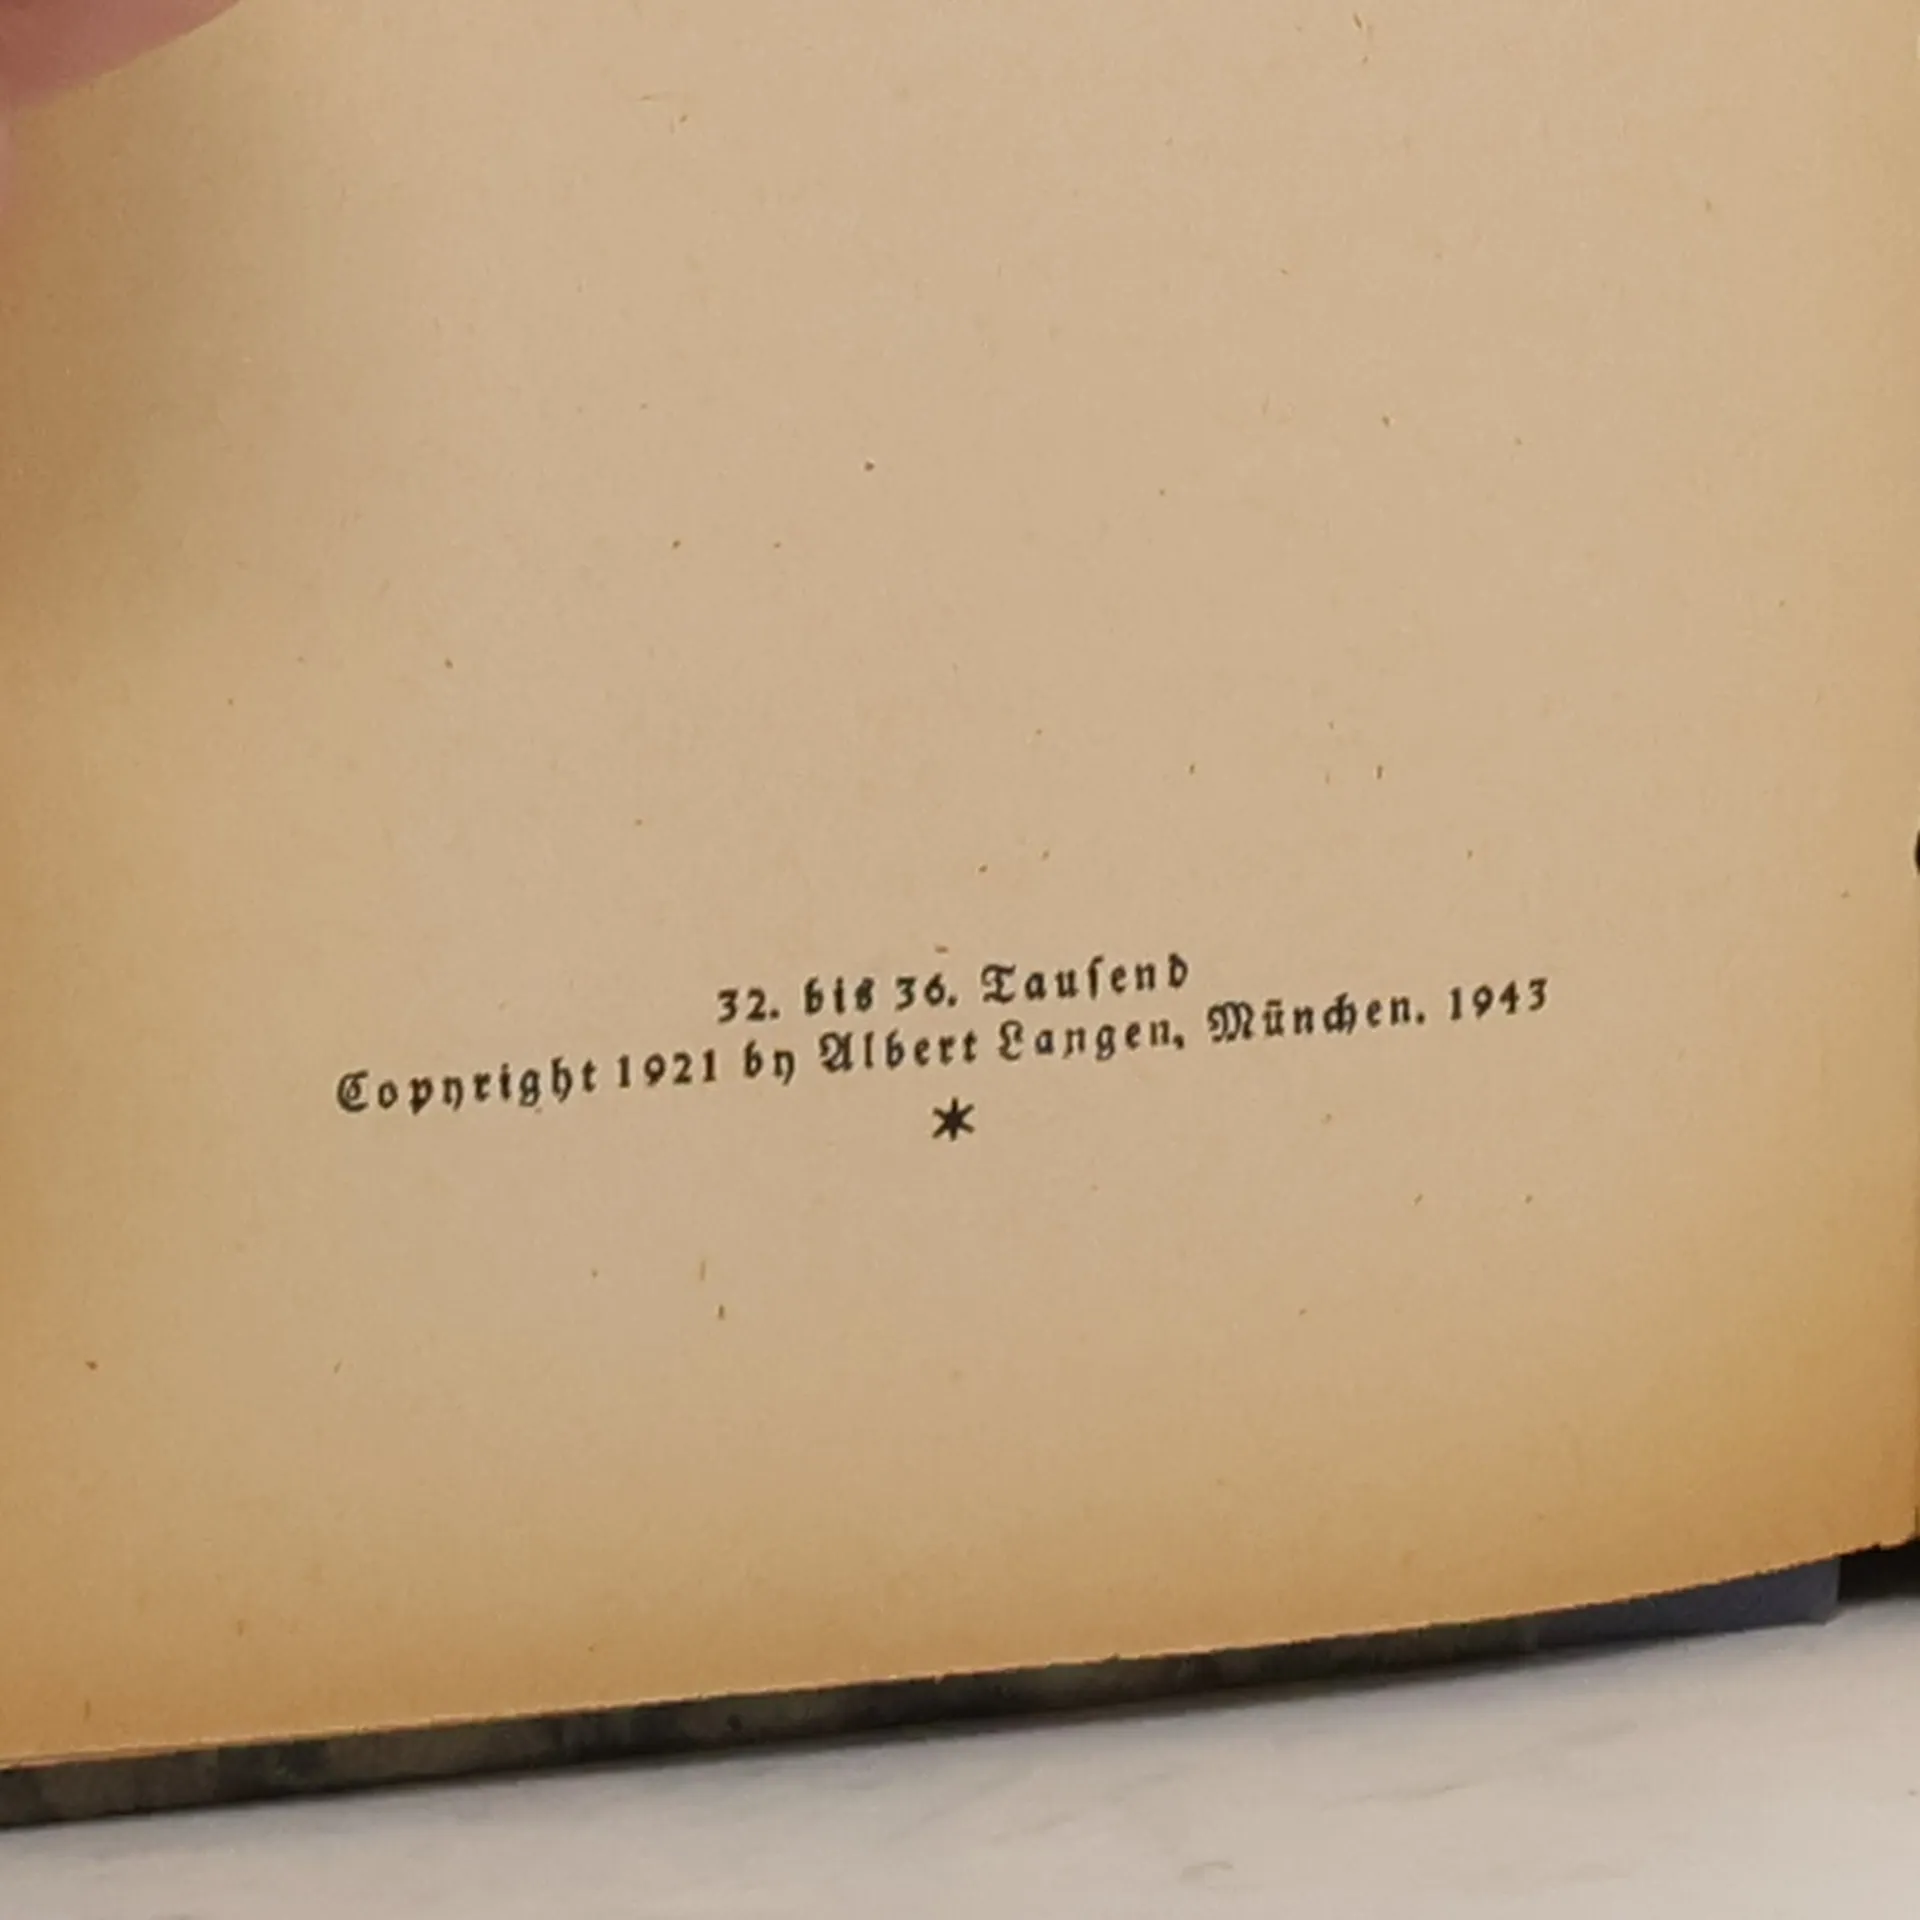 32. bis 36. Tausend
Copyright 1921 by Albert Langen, München. 1943
*